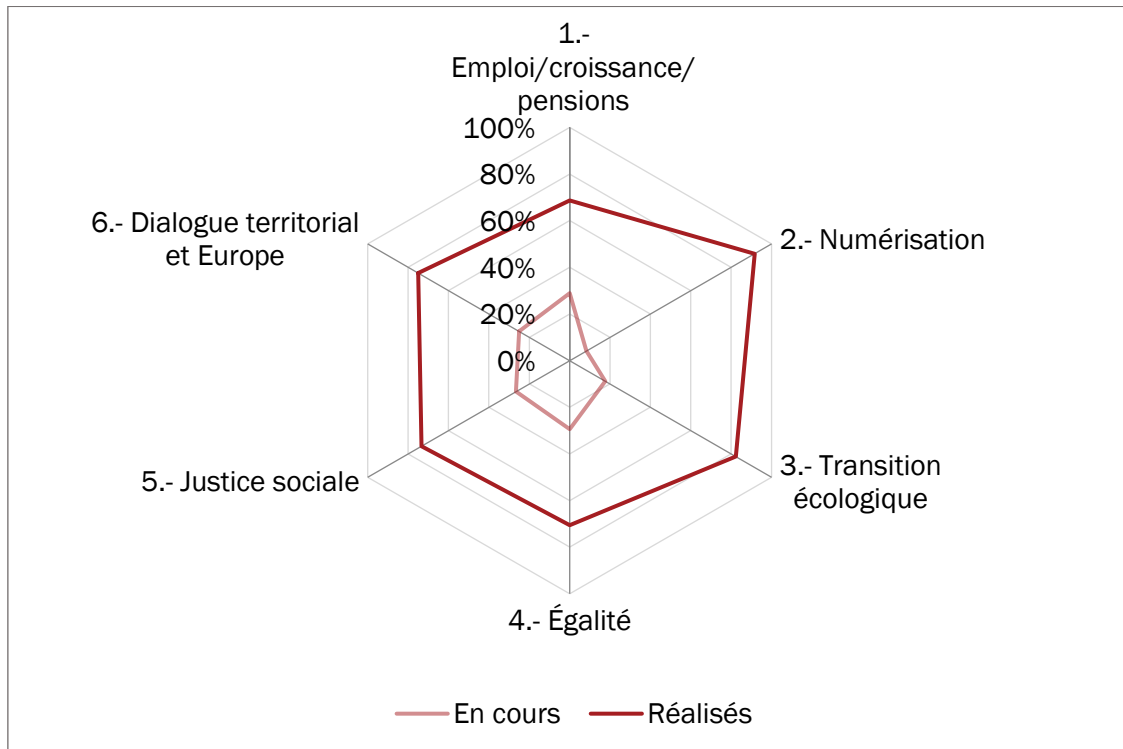 1.-
Emploi/croissance/
pensions
100%
80%
60%
40%
20%
0%
2.- Numérisation
3.- Transition
écologique
4.- Égalité
5.- Justice sociale
6.- Dialogue territorial
et Europe
En cours
Réalisés